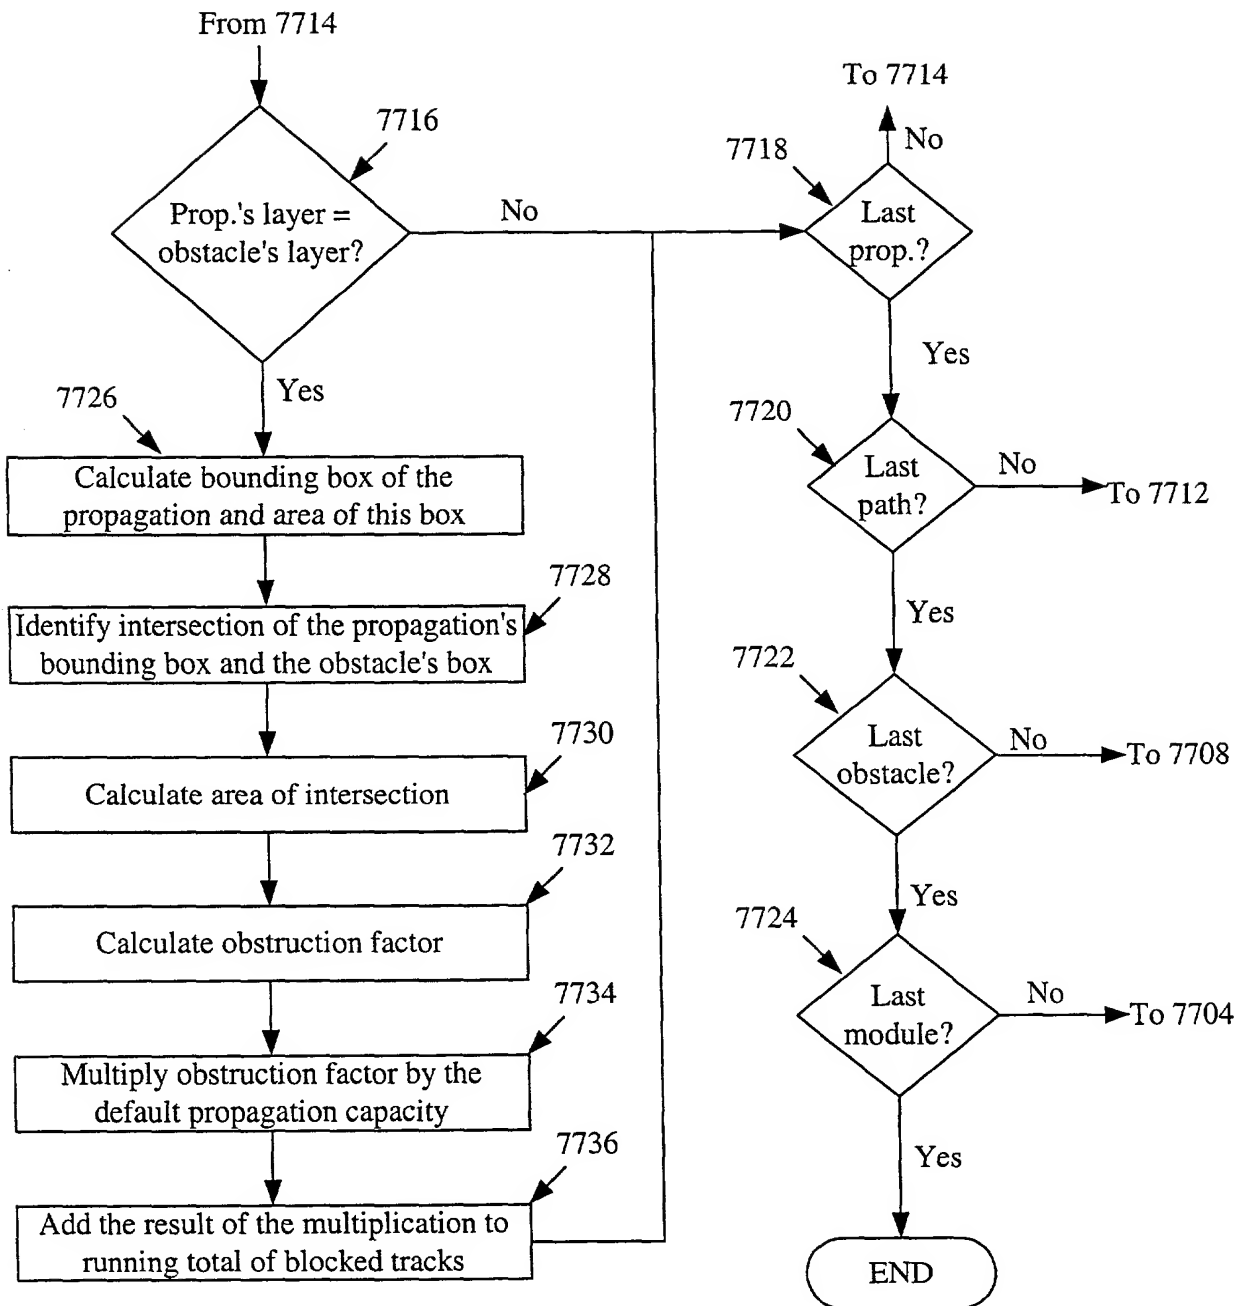 From 7714
7716
Prop.'s layer =
obstacle's layer?
No
Yes
7726
Calculate bounding box of the
propagation and area of this box
7728
Identify intersection of the propagation's
bounding box and the obstacle's box
7730
Calculate area of intersection
7732
Calculate obstruction factor
7734
Multiply obstruction factor by the
default propagation capacity
7736
Add the result of the multiplication to
running total of blocked tracks
To 7714
No
7718
Last
prop.?
Yes
7720
Last
path?
No
To 7712
Yes
7722
Last
obstacle?
No
To 7708
Yes
7724
Last
module?
No
To 7704
Yes
END